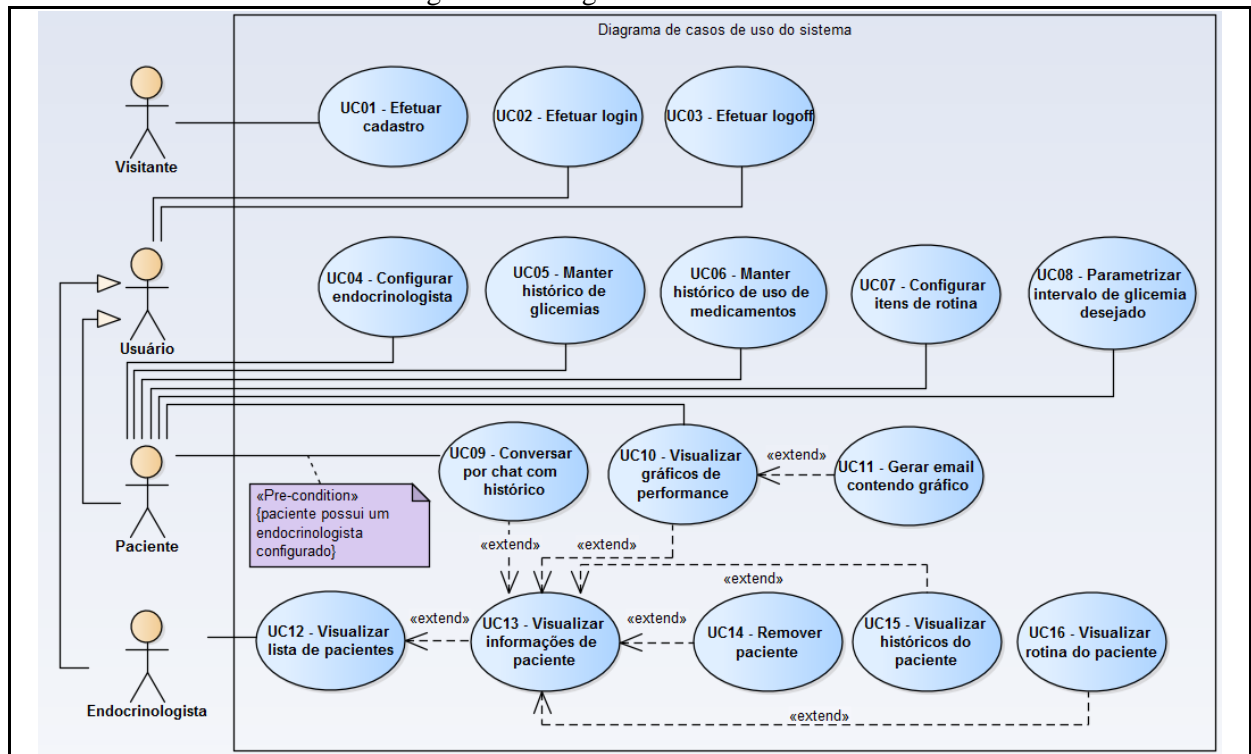 Diagrama de casos de uso do sistema
UC01 - Efetuar
cadastro
UC02 - Efetuar login
UC03 - Efetuar logoff
Visitante
UC04 - Configurar
endocrinologista
UC05 - Manter
histórico de
glicemias
UC06 - Manter
histórico de uso de
medicamentos
UC07 - Configurar
itens de rotina
UC08 - Parametrizar
intervalo de glicemia
desejado
Usuário
UC09 - Conversar
por chat com
histórico
UC10 - Visualizar
gráficos de
performance
«extend»
UC11 - Gerar email
contendo gráfico
«Pre-condition»
{paciente possui um
endocrinologista
configurado}
Paciente
«extend»
«extend»
«extend»
UC12 - Visualizar
lista de pacientes
«extend»
UC13 - Visualizar
informações de
paciente
«extend»
UC14 - Remover
paciente
UC15 - Visualizar
históricos do
paciente
UC16 - Visualizar
rotina do paciente
Endocrinologista
«extend»